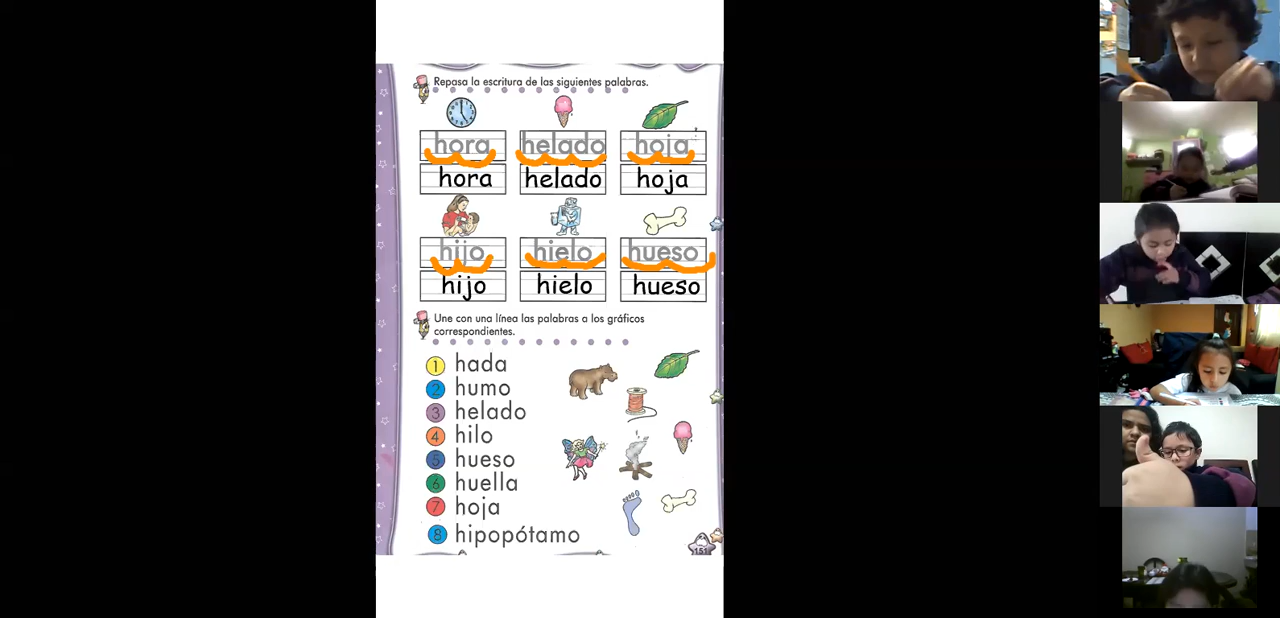 Repasa la escritura de las siguientes palabras.
hora helado hoja
hora helado hoja
hijo hielo hueso
hijo hielo hueso
Une con una línea las palabras a los gráficos
correspondientes.
1 hada
2 humo
3 helado
4 hilo
5 hueso
6 huella
7 hoja
8 hipopótamo
151